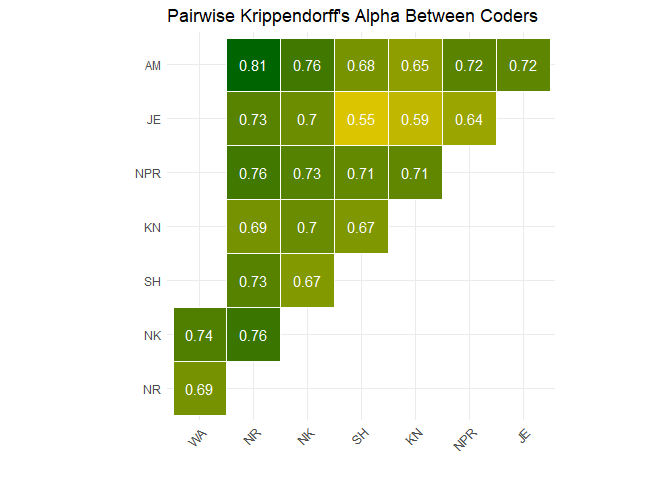 Pairwise Krippendorff's Alpha Between Coders
AM 0.81 0.76 0.68 0.65 0.72 0.72
JE 0.73 0.7 0.55 0.59 0.64
NPR 0.76 0.73 0.71 0.71
KN 0.69 0.7 0.67
SH 0.73 0.67
NK 0.74 0.76
NR 0.69
WA NR NK SH KN NPR JE